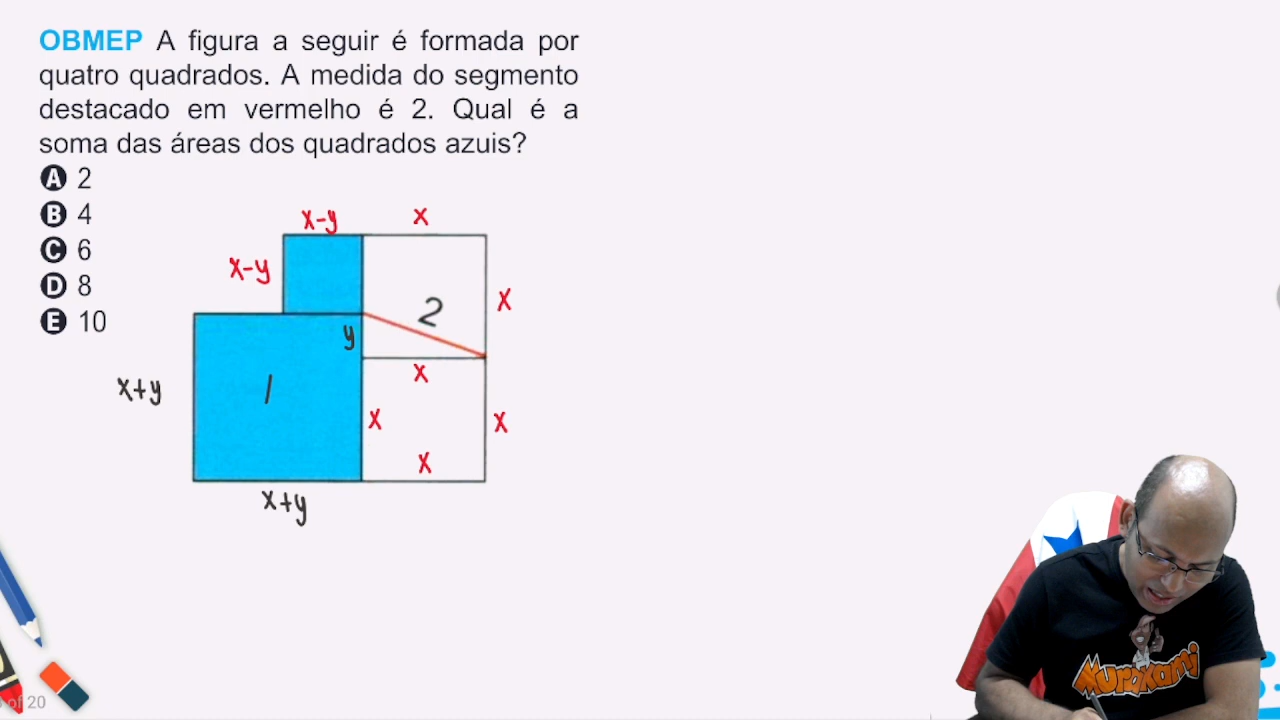 OBMEP A figura a seguir é formada por
quatro quadrados. A medida do segmento
destacado em vermelho é 2. Qual é a
soma das áreas dos quadrados azuis?
A 2
B 4
C 6
D 8
E 10
x-y
x
x-y
x
2
y
x+y
1
x
x
x
x
x+y
Murakami
of 20